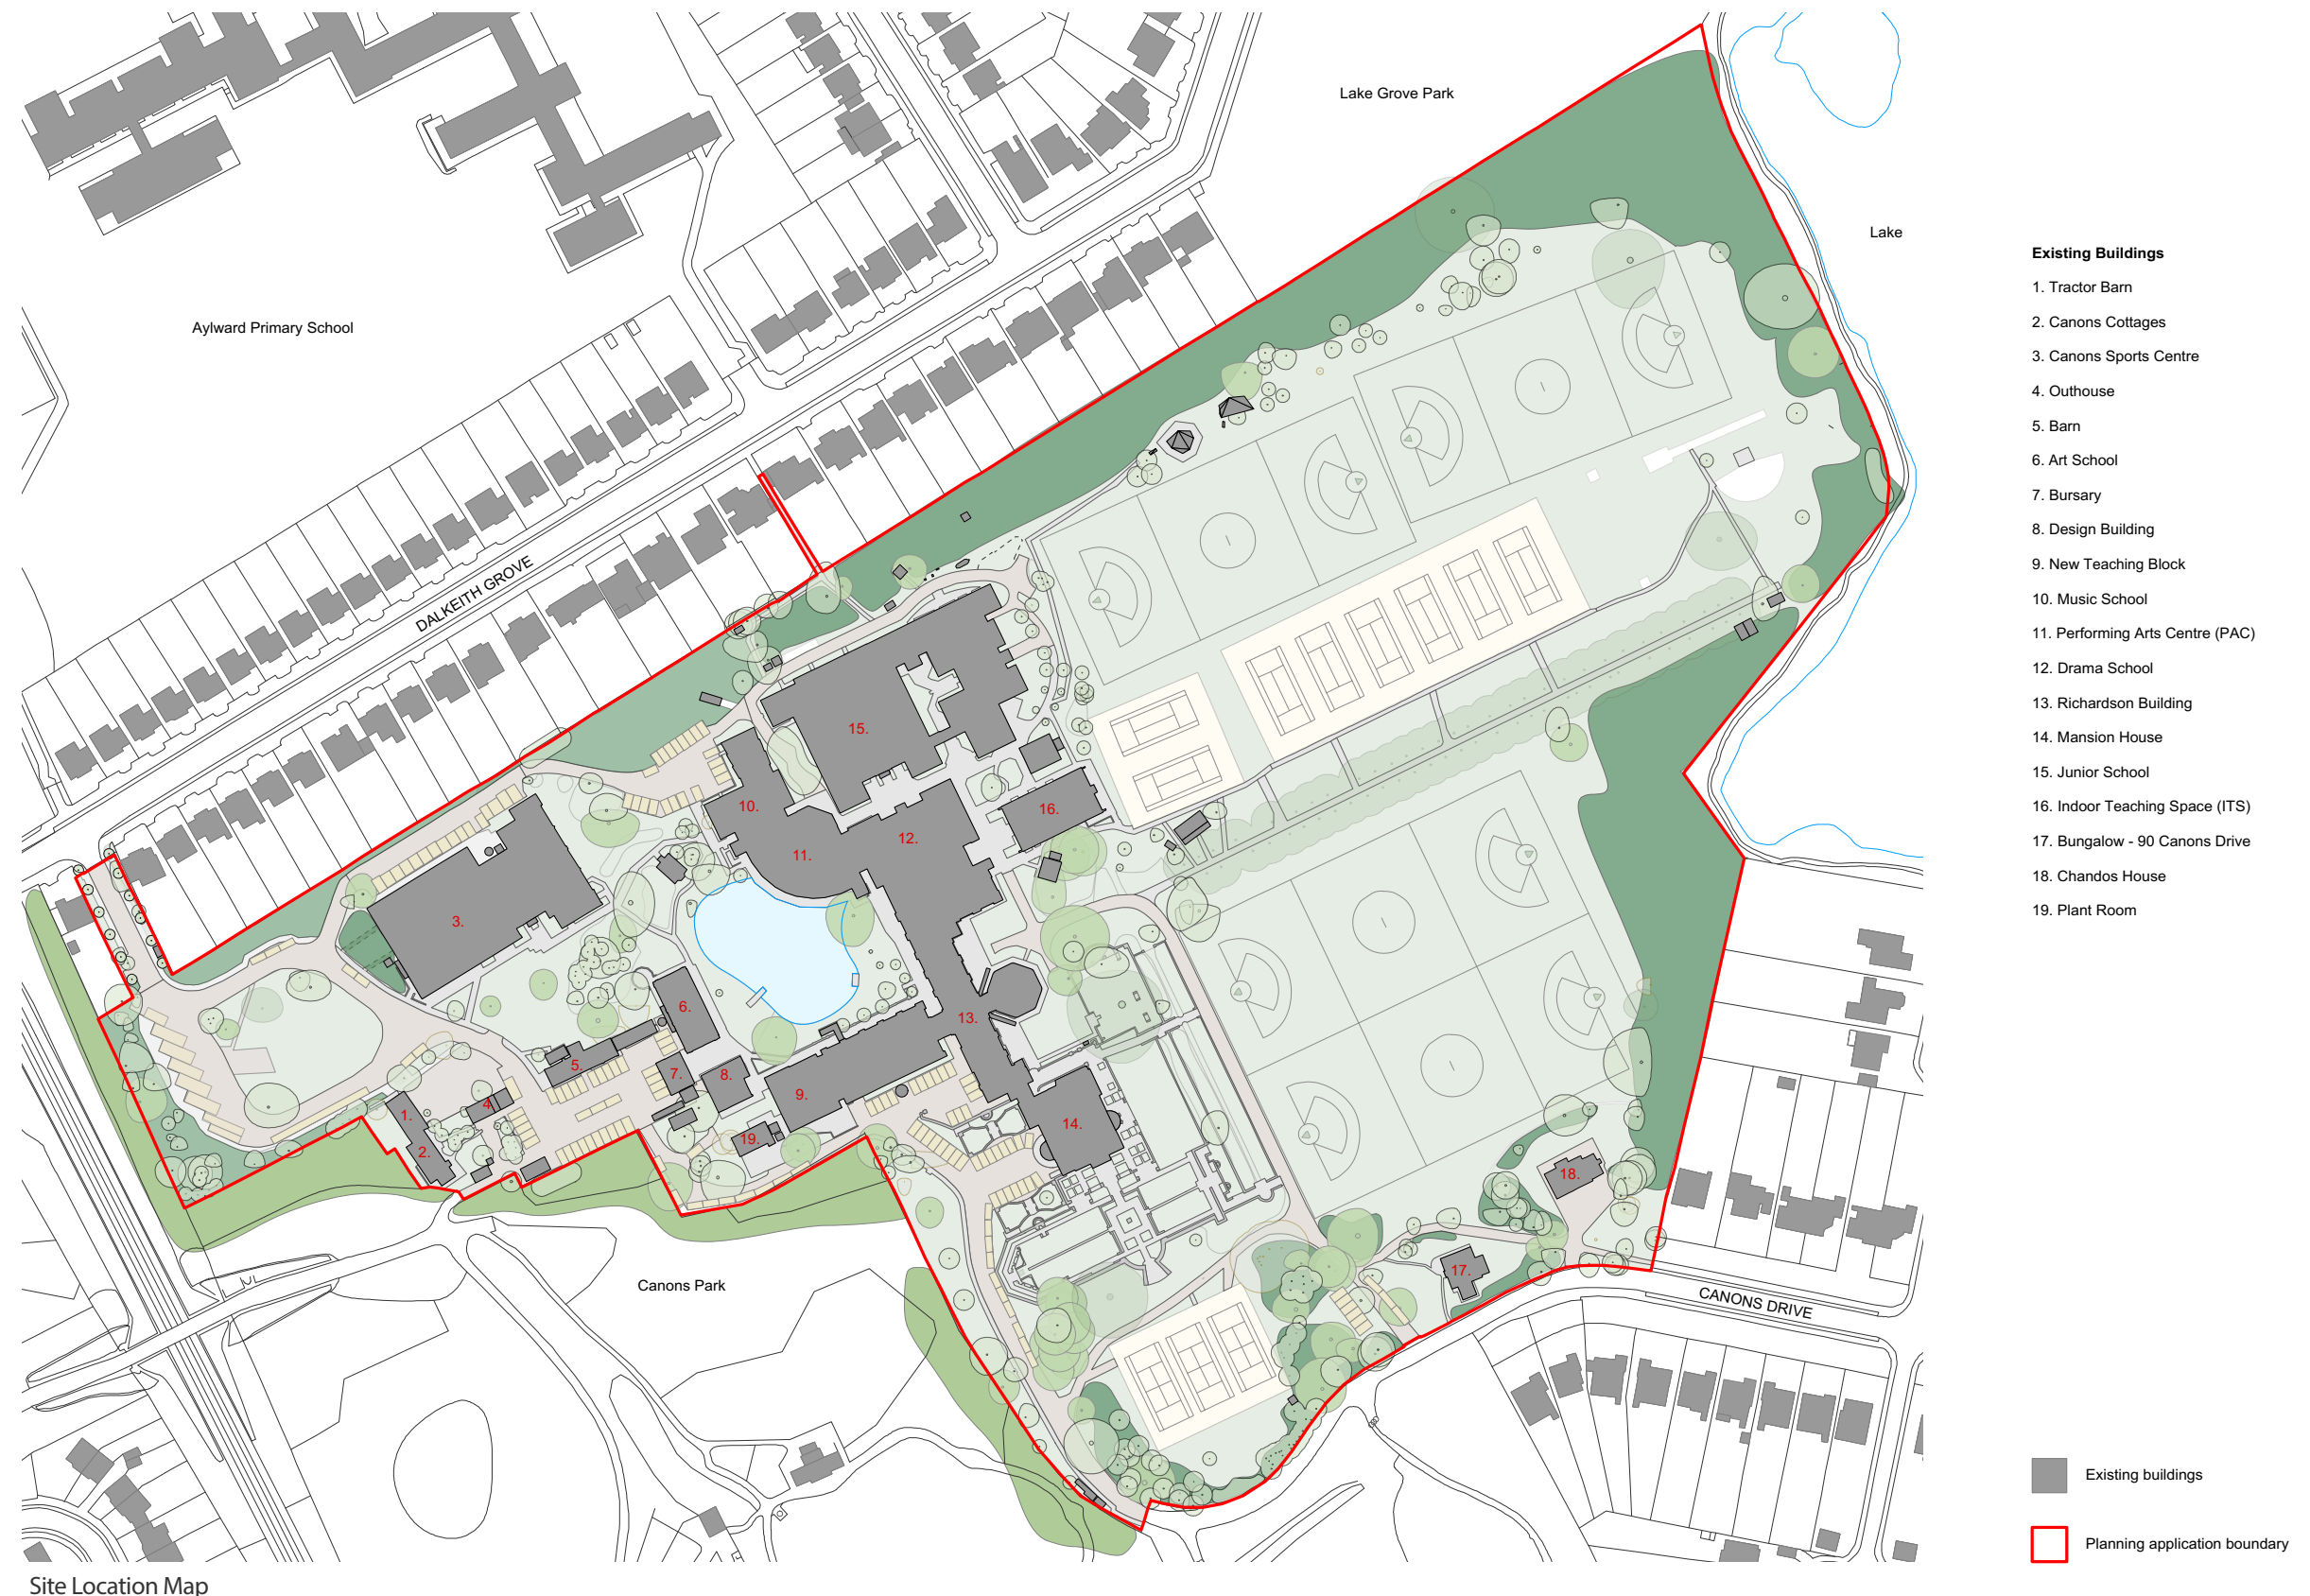 Lake Grove Park
Lake
Aylward Primary School
DALKEITH GROVE
15.
10.
16.
12.
11.
3.
6.
13.
5.
7.
8.
9.
4.
1.
14.
19.
2.
18.
17.
Canons Park
CANONS DRIVE
Existing Buildings
1. Tractor Barn
2. Canons Cottages
3. Canons Sports Centre
4. Outhouse
5. Barn
6. Art School
7. Bursary
8. Design Building
9. New Teaching Block
10. Music School
11. Performing Arts Centre (PAC)
12. Drama School
13. Richardson Building
14. Mansion House
15. Junior School
16. Indoor Teaching Space (ITS)
17. Bungalow - 90 Canons Drive
18. Chandos House
19. Plant Room
Existing buildings
Planning application boundary
Site Location Map